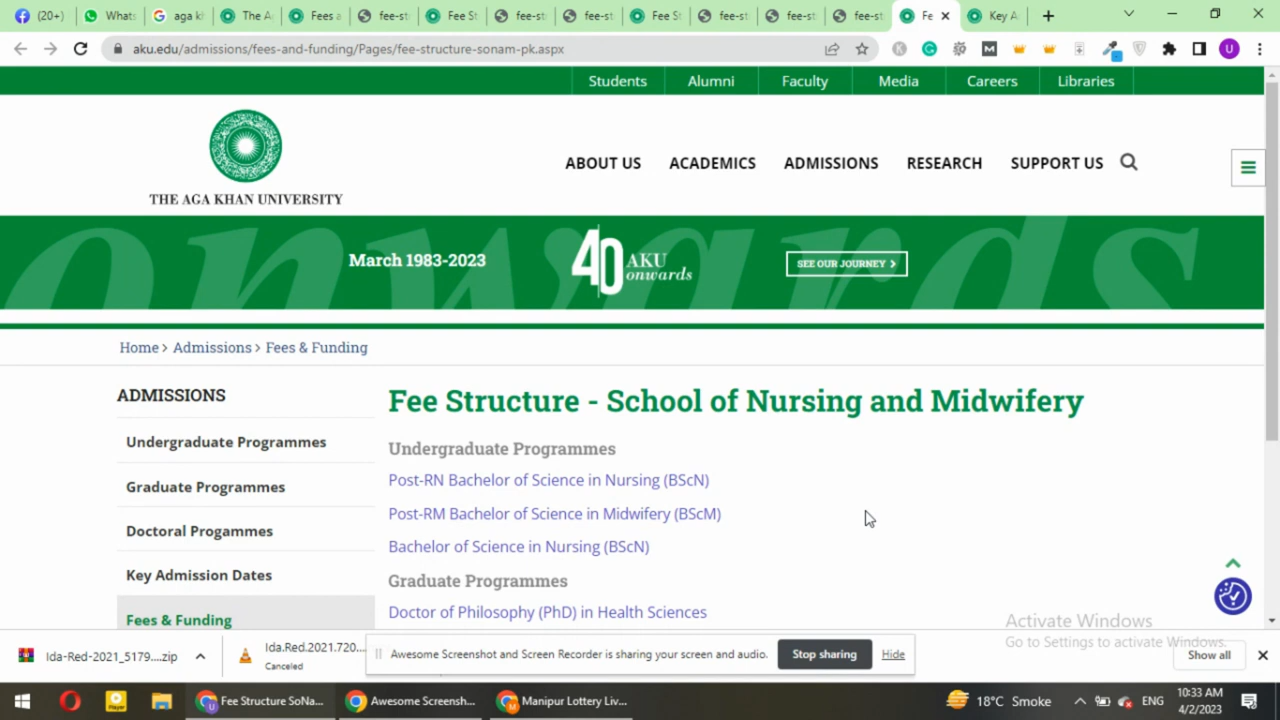 (20+)
Whats
aga kh
The A
Fees a
fee-st
Fee St
fee-st
fee-st
Fee St
fee-st
fee-st
fee-st
Fe
Key A
aku.edu/admissions/fees-and-funding/Pages/fee-structure-sonam-pk.aspx
Students
Alumni
Faculty
Media
Careers
Libraries
THE AGA KHAN UNIVERSITY
ABOUT US
ACADEMICS
ADMISSIONS
RESEARCH
SUPPORT US
onwards
March 1983-2023
40 AKU
onwards
SEE OUR JOURNEY >
Home > Admissions > Fees & Funding
ADMISSIONS
Undergraduate Programmes
Graduate Programmes
Doctoral Progammes
Key Admission Dates
Fees & Funding
Fee Structure - School of Nursing and Midwifery
Undergraduate Programmes
Post-RN Bachelor of Science in Nursing (BScN)
Post-RM Bachelor of Science in Midwifery (BScM)
Bachelor of Science in Nursing (BScN)
Graduate Programmes
Doctor of Philosophy (PhD) in Health Sciences
Activate Windows
Go to Settings to activate Windows.
Ida-Red-2021_5179....zip
Ida.Red.2021.720...
Canceled
Awesome Screenshot and Screen Recorder is sharing your screen and audio.
Stop sharing
Hide
Show all
Player
Fee Structure SoNa...
Awesome Screensh...
Manipur Lottery Liv...
18°C Smoke
ENG
10:33 AM
4/2/2023